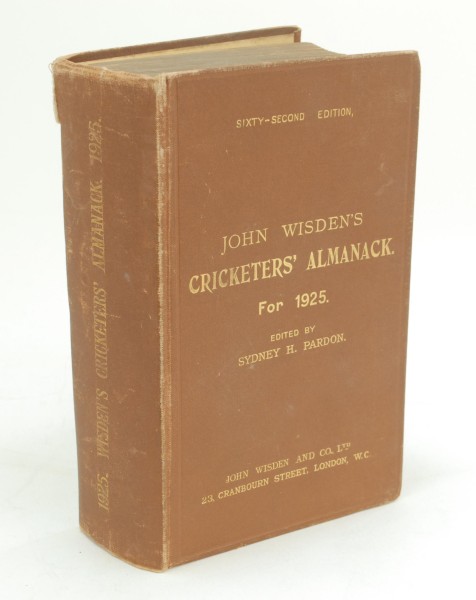 SIXTY-SECOND EDITION,
JOHN WISDEN'S
CRICKETERS' ALMANACK.
For 1925.
EDITED BY
SYDNEY H. PARDON.
JOHN WISDEN AND CO. LTD
23, CRANBOURN STREET, LONDON, W.C.
1925. WISDEN'S CRICKETERS' ALMANACK. 1925.